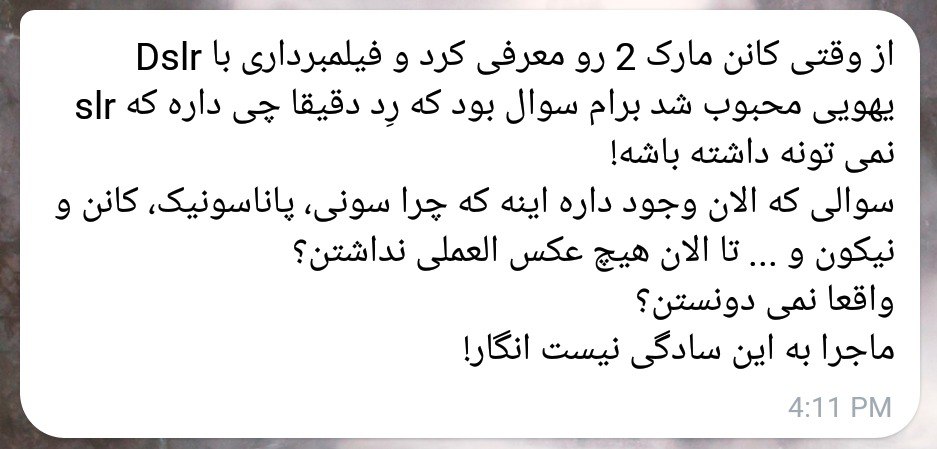 از وقتی کانن مارک 2 رو معرفی کرد و فیلمبرداری با Dslr
یهویی محبوب شد برام سوال بود که رِد دقیقا چی داره که slr
نمی تونه داشته باشه!
سوالی که الان وجود داره اینه که چرا سونی، پاناسونیک، کانن و
نیکون و ... تا الان هیچ عکس العملی نداشتن؟
واقعا نمی دونستن؟
ماجرا به این سادگی نیست انگار!
4:11 PM